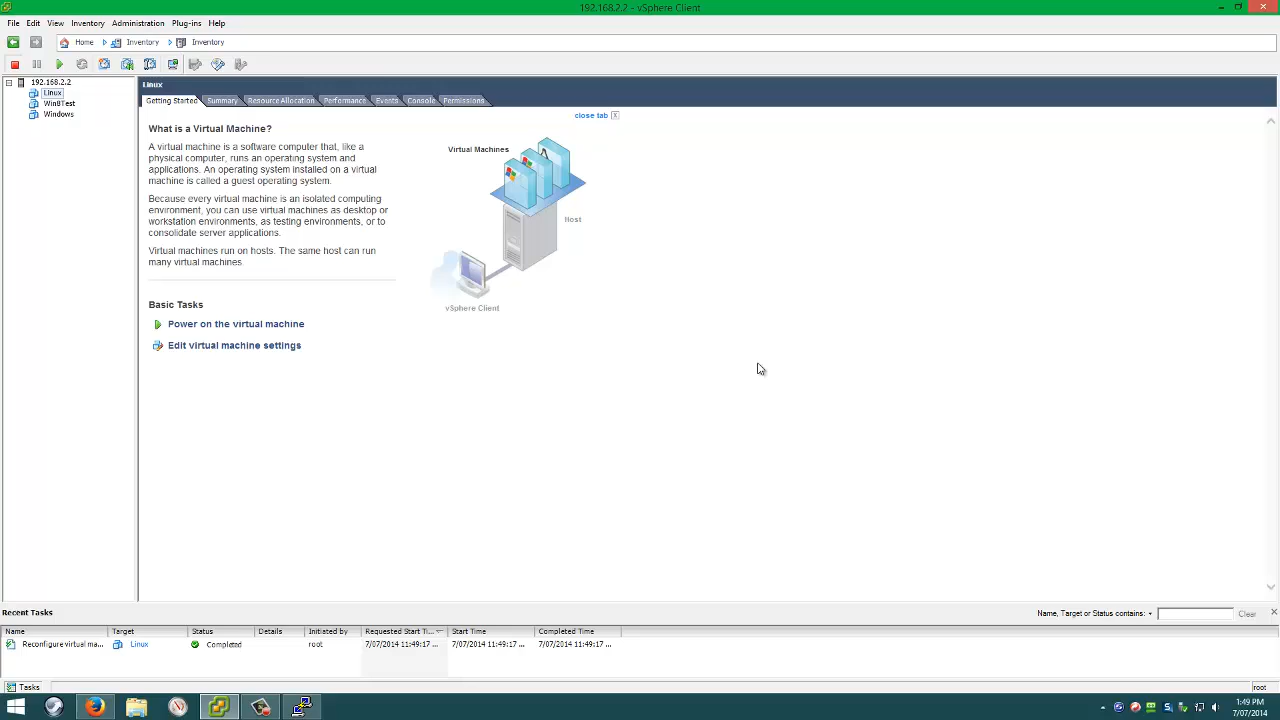 192.168.2.2 - vSphere Client
File Edit View Inventory Administration Plug-ins Help
Home Inventory Inventory
192.168.2.2
Linux
Win8Test
Windows
Linux
Getting Started Summary Resource Allocation Performance Events Console Permissions
close tab
What is a Virtual Machine?
A virtual machine is a software computer that, like a
physical computer, runs an operating system and
applications. An operating system installed on a virtual
machine is called a guest operating system.
Because every virtual machine is an isolated computing
environment, you can use virtual machines as desktop or
workstation environments, as testing environments, or to
consolidate server applications.
Virtual machines run on hosts. The same host can run
many virtual machines.
Basic Tasks
Power on the virtual machine
Edit virtual machine settings
Virtual Machines
Host
vSphere Client
Recent Tasks
Name, Target or Status contains:
Clear
Name Target Status Details Initiated by Requested Start Ti... Start Time Completed Time
Reconfigure virtual ma... Linux Completed root 7/07/2014 11:49:17 ... 7/07/2014 11:49:17 ... 7/07/2014 11:49:17 ...
Tasks
root
1:49 PM
7/07/2014